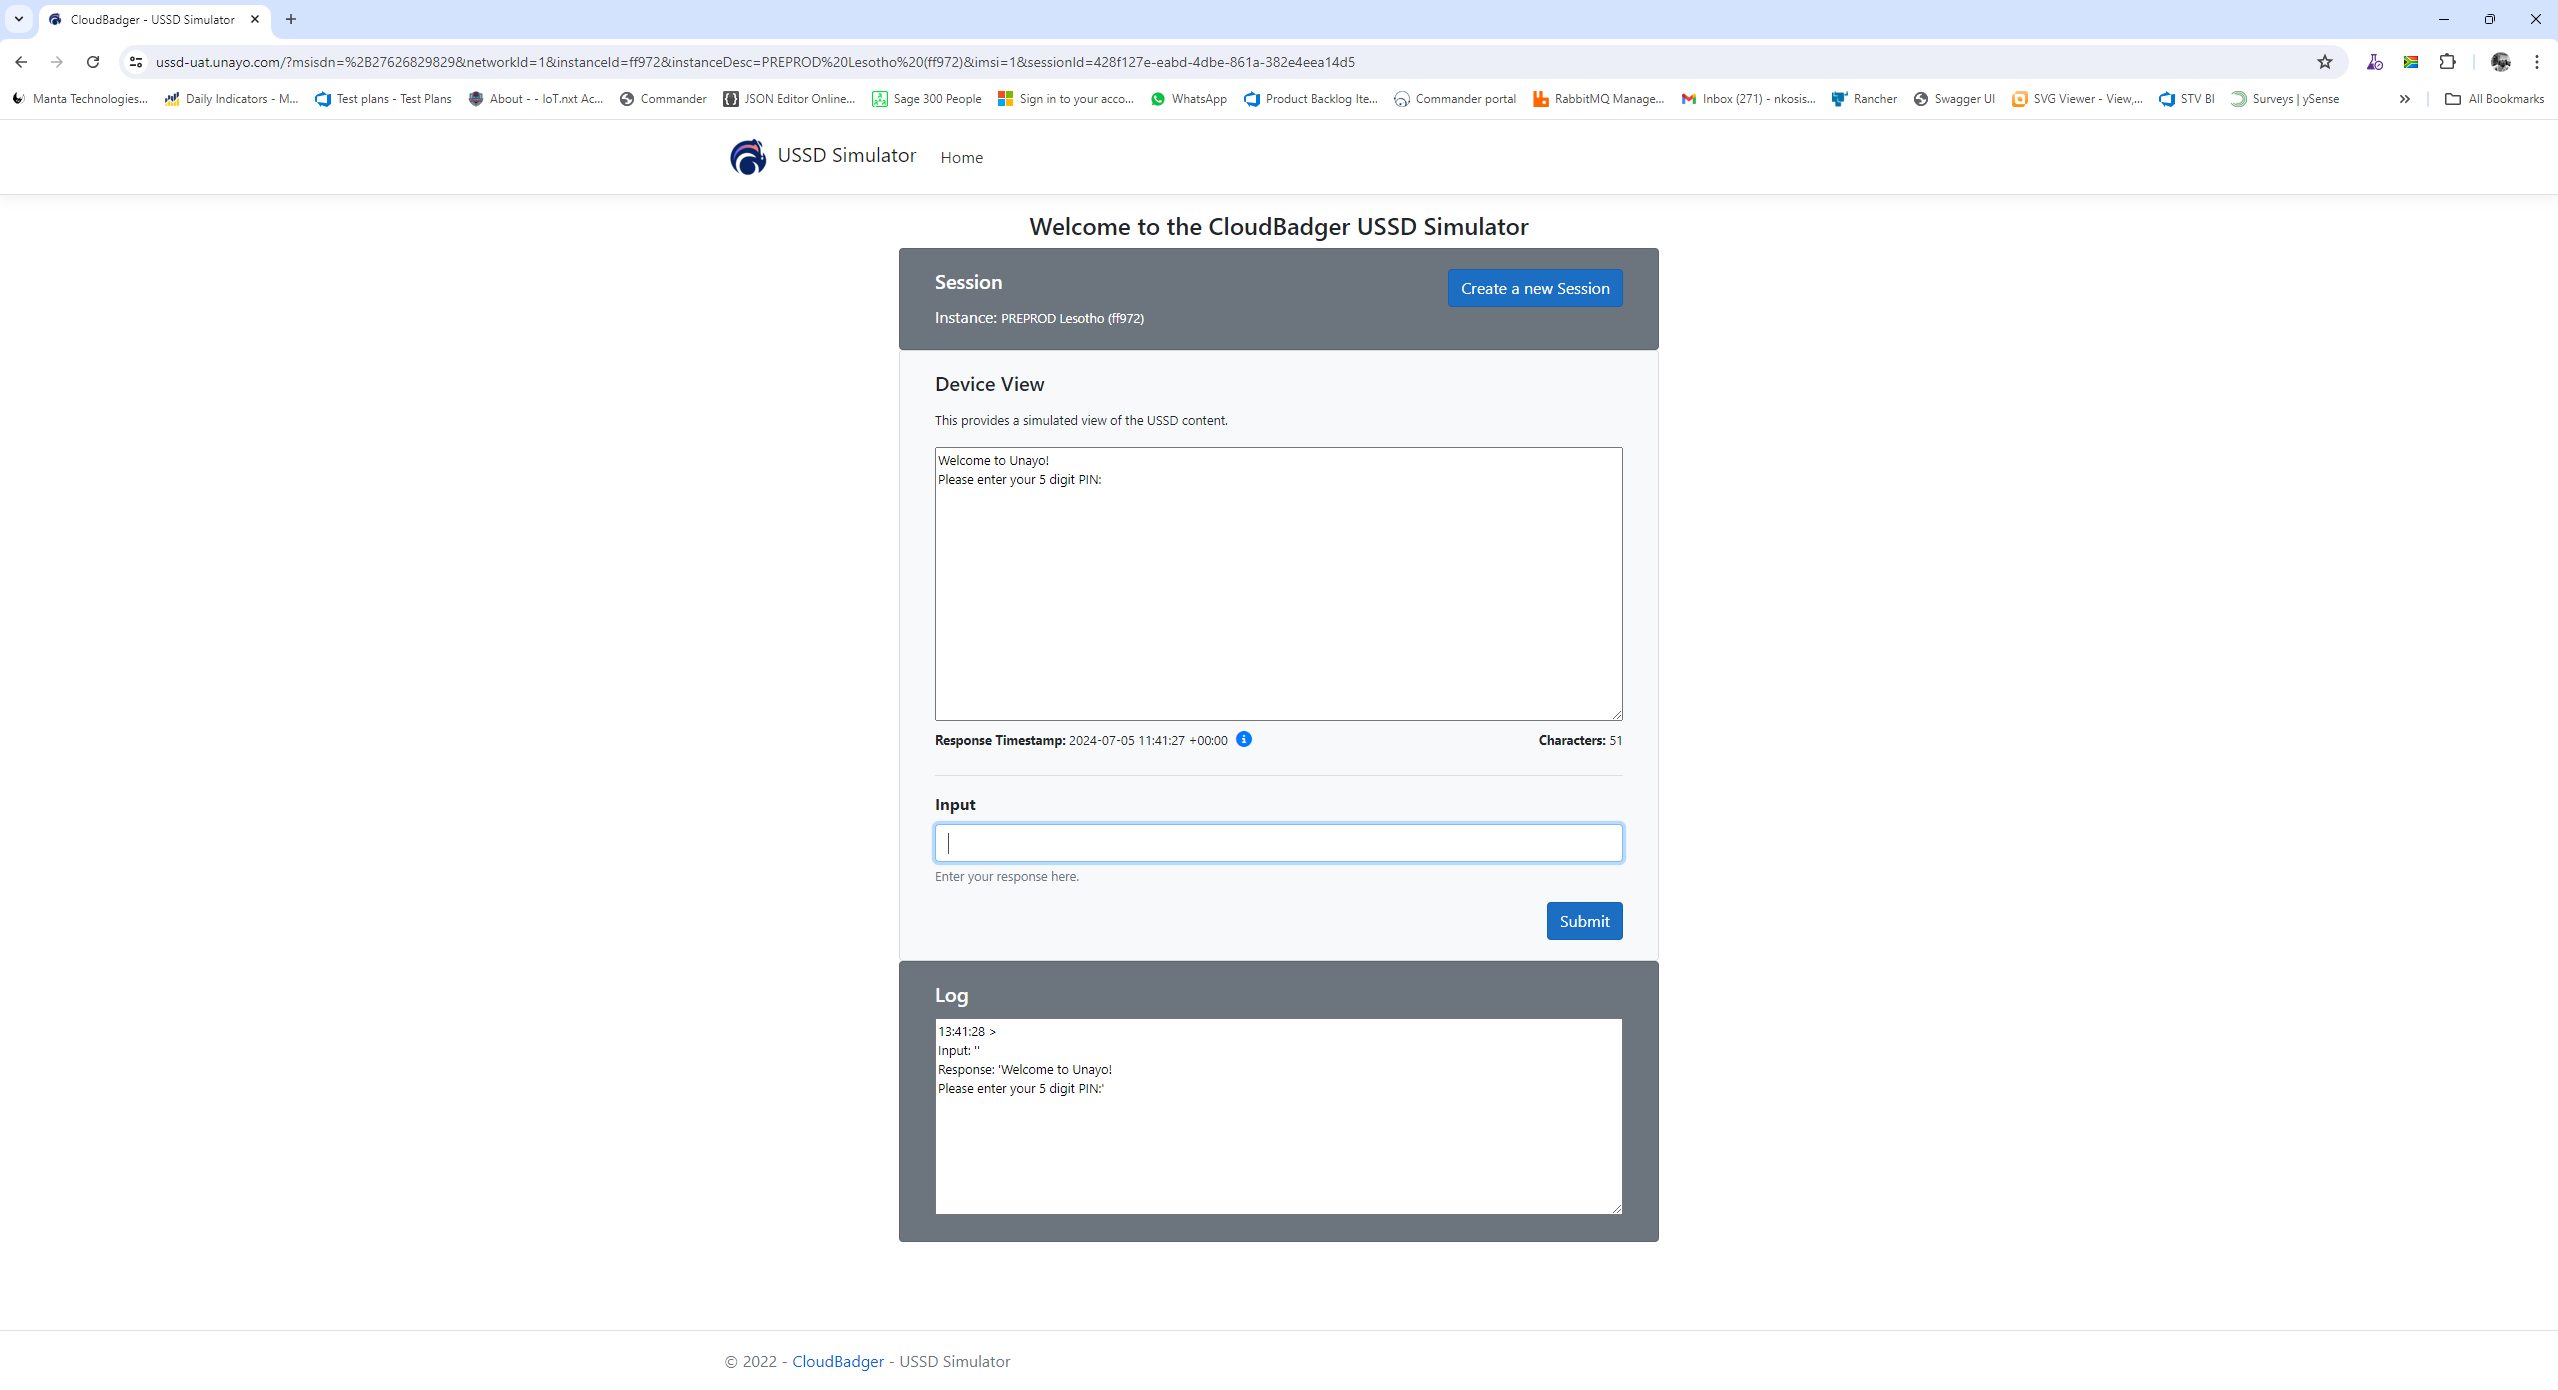 CloudBadger - USSD Simulator
ussd-uat.unayo.com/?msisdn=%2B27626829829&networkId=1&instanceId=ff972&instanceDesc=PREPROD%20Lesotho%20(ff972)&imsi=1&sessionId=428f127e-eabd-4dbe-861a-382e4eea14d5
Manta Technologies... Daily Indicators - M... Test plans - Test Plans About - - IoT.nxt Ac... Commander JSON Editor Online... Sage 300 People Sign in to your acco... WhatsApp Product Backlog Ite... Commander portal RabbitMQ Manage... Inbox (271) - nkosis... Rancher Swagger UI SVG Viewer - View,... STV BI Surveys | ySense All Bookmarks
USSD Simulator Home
Welcome to the CloudBadger USSD Simulator
Session
Create a new Session
Instance: PREPROD Lesotho (ff972)
Device View
This provides a simulated view of the USSD content.
Welcome to Unayo!
Please enter your 5 digit PIN:
Response Timestamp: 2024-07-05 11:41:27 +00:00 Characters: 51
Input
Enter your response here.
Submit
Log
13:41:28 >
Input: ''
Response: 'Welcome to Unayo!
Please enter your 5 digit PIN:'
© 2022 - CloudBadger - USSD Simulator